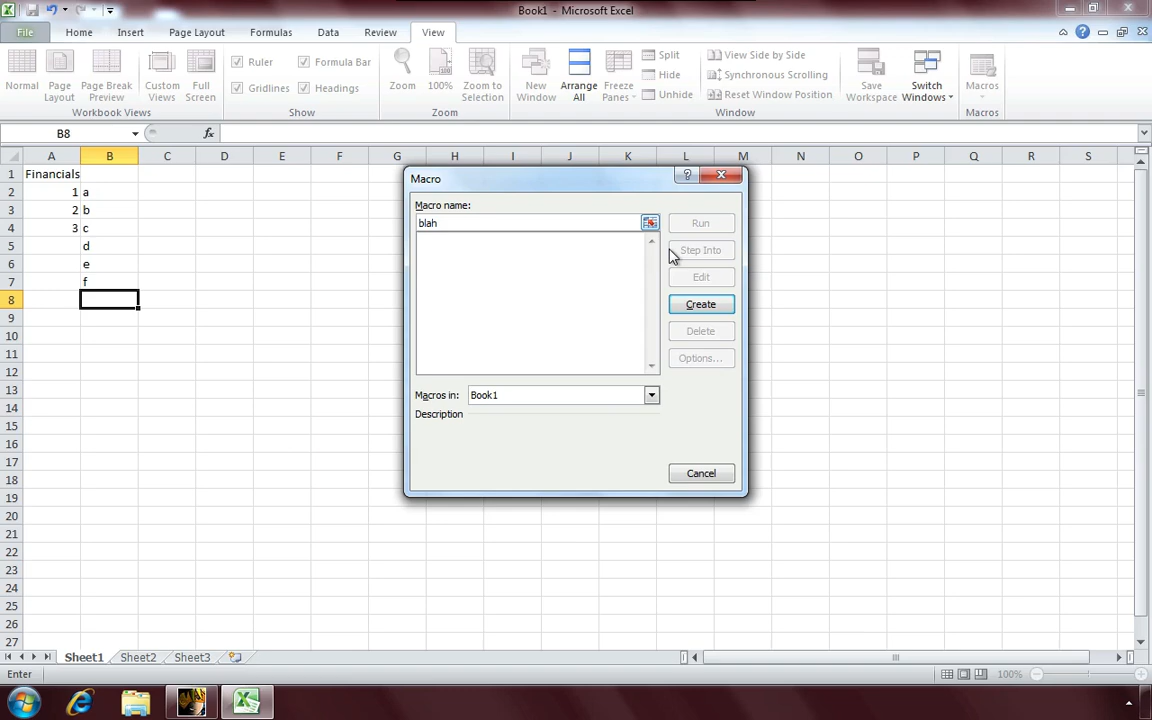 Book1 - Microsoft Excel
File Home Insert Page Layout Formulas Data Review View
Normal Page Layout Page Break Preview Custom Views Full Screen
Workbook Views
Ruler Formula Bar
Gridlines Headings
Show
Zoom 100% Zoom to Selection
Zoom
New Window Arrange All Freeze Panes
Split
Hide
Unhide
View Side by Side
Synchronous Scrolling
Reset Window Position
Save Workspace Switch Windows
Window
Macros
Macros
B8 fx
A B C D E F G H I J K L M N O P Q R S
1 Financials
2 1 a
3 2 b
4 3 c
5 d
6 e
7 f
8
9
10
11
12
13
14
15
16
17
18
19
20
21
22
23
24
25
26
27
Macro
Macro name:
blah
Run
Step Into
Edit
Create
Delete
Options...
Macros in: Book1
Description
Cancel
Sheet1 Sheet2 Sheet3
Enter 100%